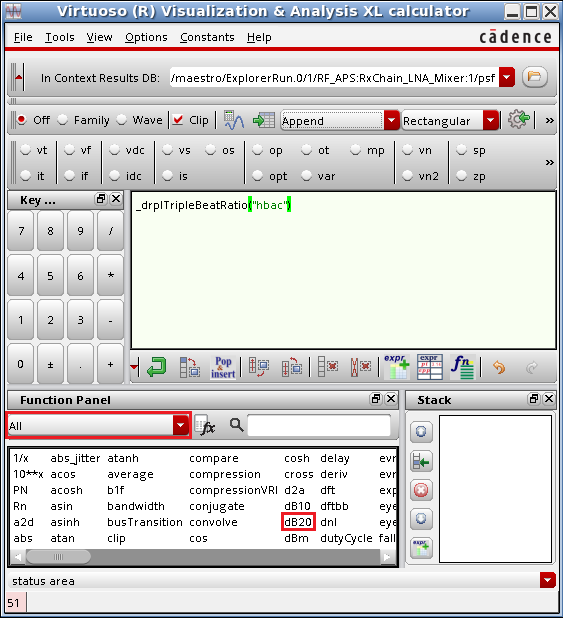 Virtuoso (R) Visualization & Analysis XL calculator
File Tools View Options Constants Help cādence
In Context Results DB: /maestro/ExplorerRun.0/1/RF_APS:RxChain_LNA_Mixer:1/psf
Off Family Wave Clip Append Rectangular »
vt vf vdc vs os op ot mp vn sp
it if idc is opt var vn2 zp »
Key ...
_drplTripleBeatRatio("hbac")
7 8 9 /
4 5 6 *
1 2 3 -
0 ± . +
Pop & insert expr expr fn
Function Panel
Stack
All fx
1/x abs_jitter atanh compare cosh delay evr
10**x acos average compression cross deriv evr
PN acosh b1f compressionVRI d2a dft exp
Rn asin bandwidth conjugate dB10 dftbb eye
a2d asinh busTransition convolve dB20 dnl eye
abs atan clip cos dBm dutyCycle fall
expr
status area
51